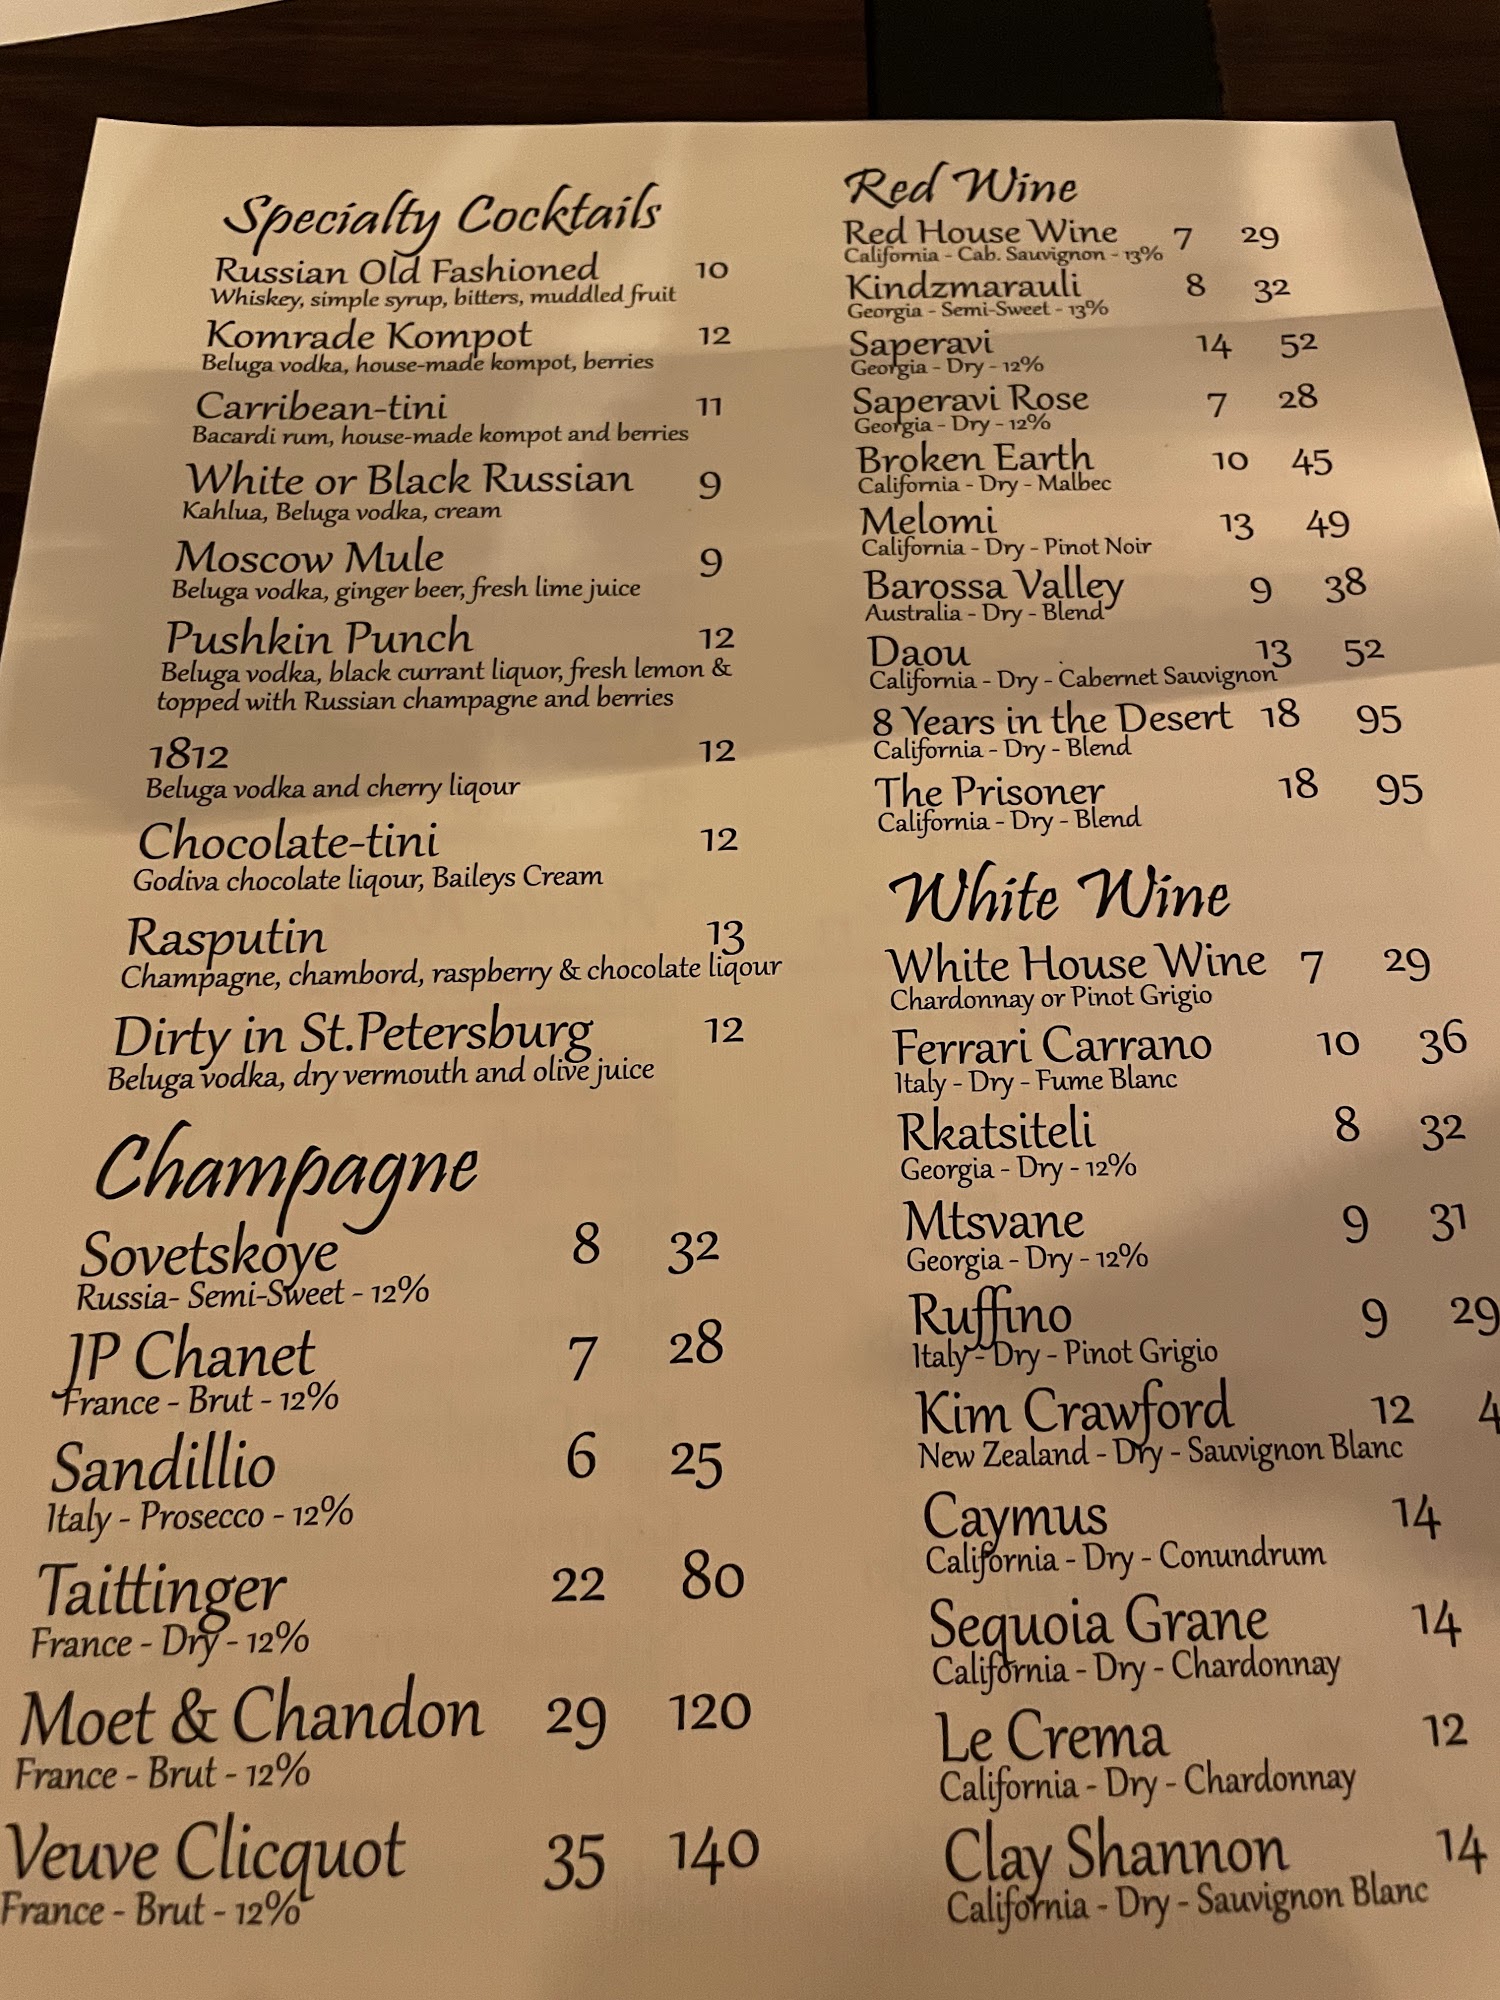 Specialty Cocktails
Russian Old Fashioned 10
Whiskey, simple syrup, bitters, muddled fruit
Komrade Kompot 12
Beluga vodka, house-made kompot, berries
Carribean-tini 11
Bacardi rum, house-made kompot and berries
White or Black Russian 9
Kahlua, Beluga vodka, cream
Moscow Mule 9
Beluga vodka, ginger beer, fresh lime juice
Pushkin Punch 12
Beluga vodka, black currant liquor, fresh lemon &
topped with Russian champagne and berries
1812 12
Beluga vodka and cherry liqour
Chocolate-tini 12
Godiva chocolate liqour, Baileys Cream
Rasputin 13
Champagne, chambord, raspberry & chocolate liqour
Dirty in St.Petersburg 12
Beluga vodka, dry vermouth and olive juice
Champagne
Sovetskoye 8 32
Russia- Semi-Sweet - 12%
JP Chanet 7 28
France - Brut - 12%
Sandillio 6 25
Italy - Prosecco - 12%
Taittinger 22 80
France - Dry - 12%
Moet & Chandon 29 120
France - Brut - 12%
Veuve Clicquot 35 140
France - Brut - 12%
Red Wine
Red House Wine 7 29
California - Cab. Sauvignon - 13%
Kindzmarauli 8 32
Georgia - Semi-Sweet - 13%
Saperavi 14 52
Georgia - Dry - 12%
Saperavi Rose 7 28
Georgia - Dry - 12%
Broken Earth 10 45
California - Dry - Malbec
Melomi 13 49
California - Dry - Pinot Noir
Barossa Valley 9 38
Australia - Dry - Blend
Daou 13 52
California - Dry - Cabernet Sauvignon
8 Years in the Desert 18 95
California - Dry - Blend
The Prisoner 18 95
California - Dry - Blend
White Wine
White House Wine 7 29
Chardonnay or Pinot Grigio
Ferrari Carrano 10 36
Italy - Dry - Fume Blanc
Rkatsiteli 8 32
Georgia - Dry - 12%
Mtsvane 9 31
Georgia - Dry - 12%
Ruffino 9 29
Italy - Dry - Pinot Grigio
Kim Crawford 12
New Zealand - Dry - Sauvignon Blanc
Caymus 14
California - Dry - Conundrum
Sequoia Grane 14
California - Dry - Chardonnay
Le Crema 12
California - Dry - Chardonnay
Clay Shannon 14
California - Dry - Sauvignon Blanc